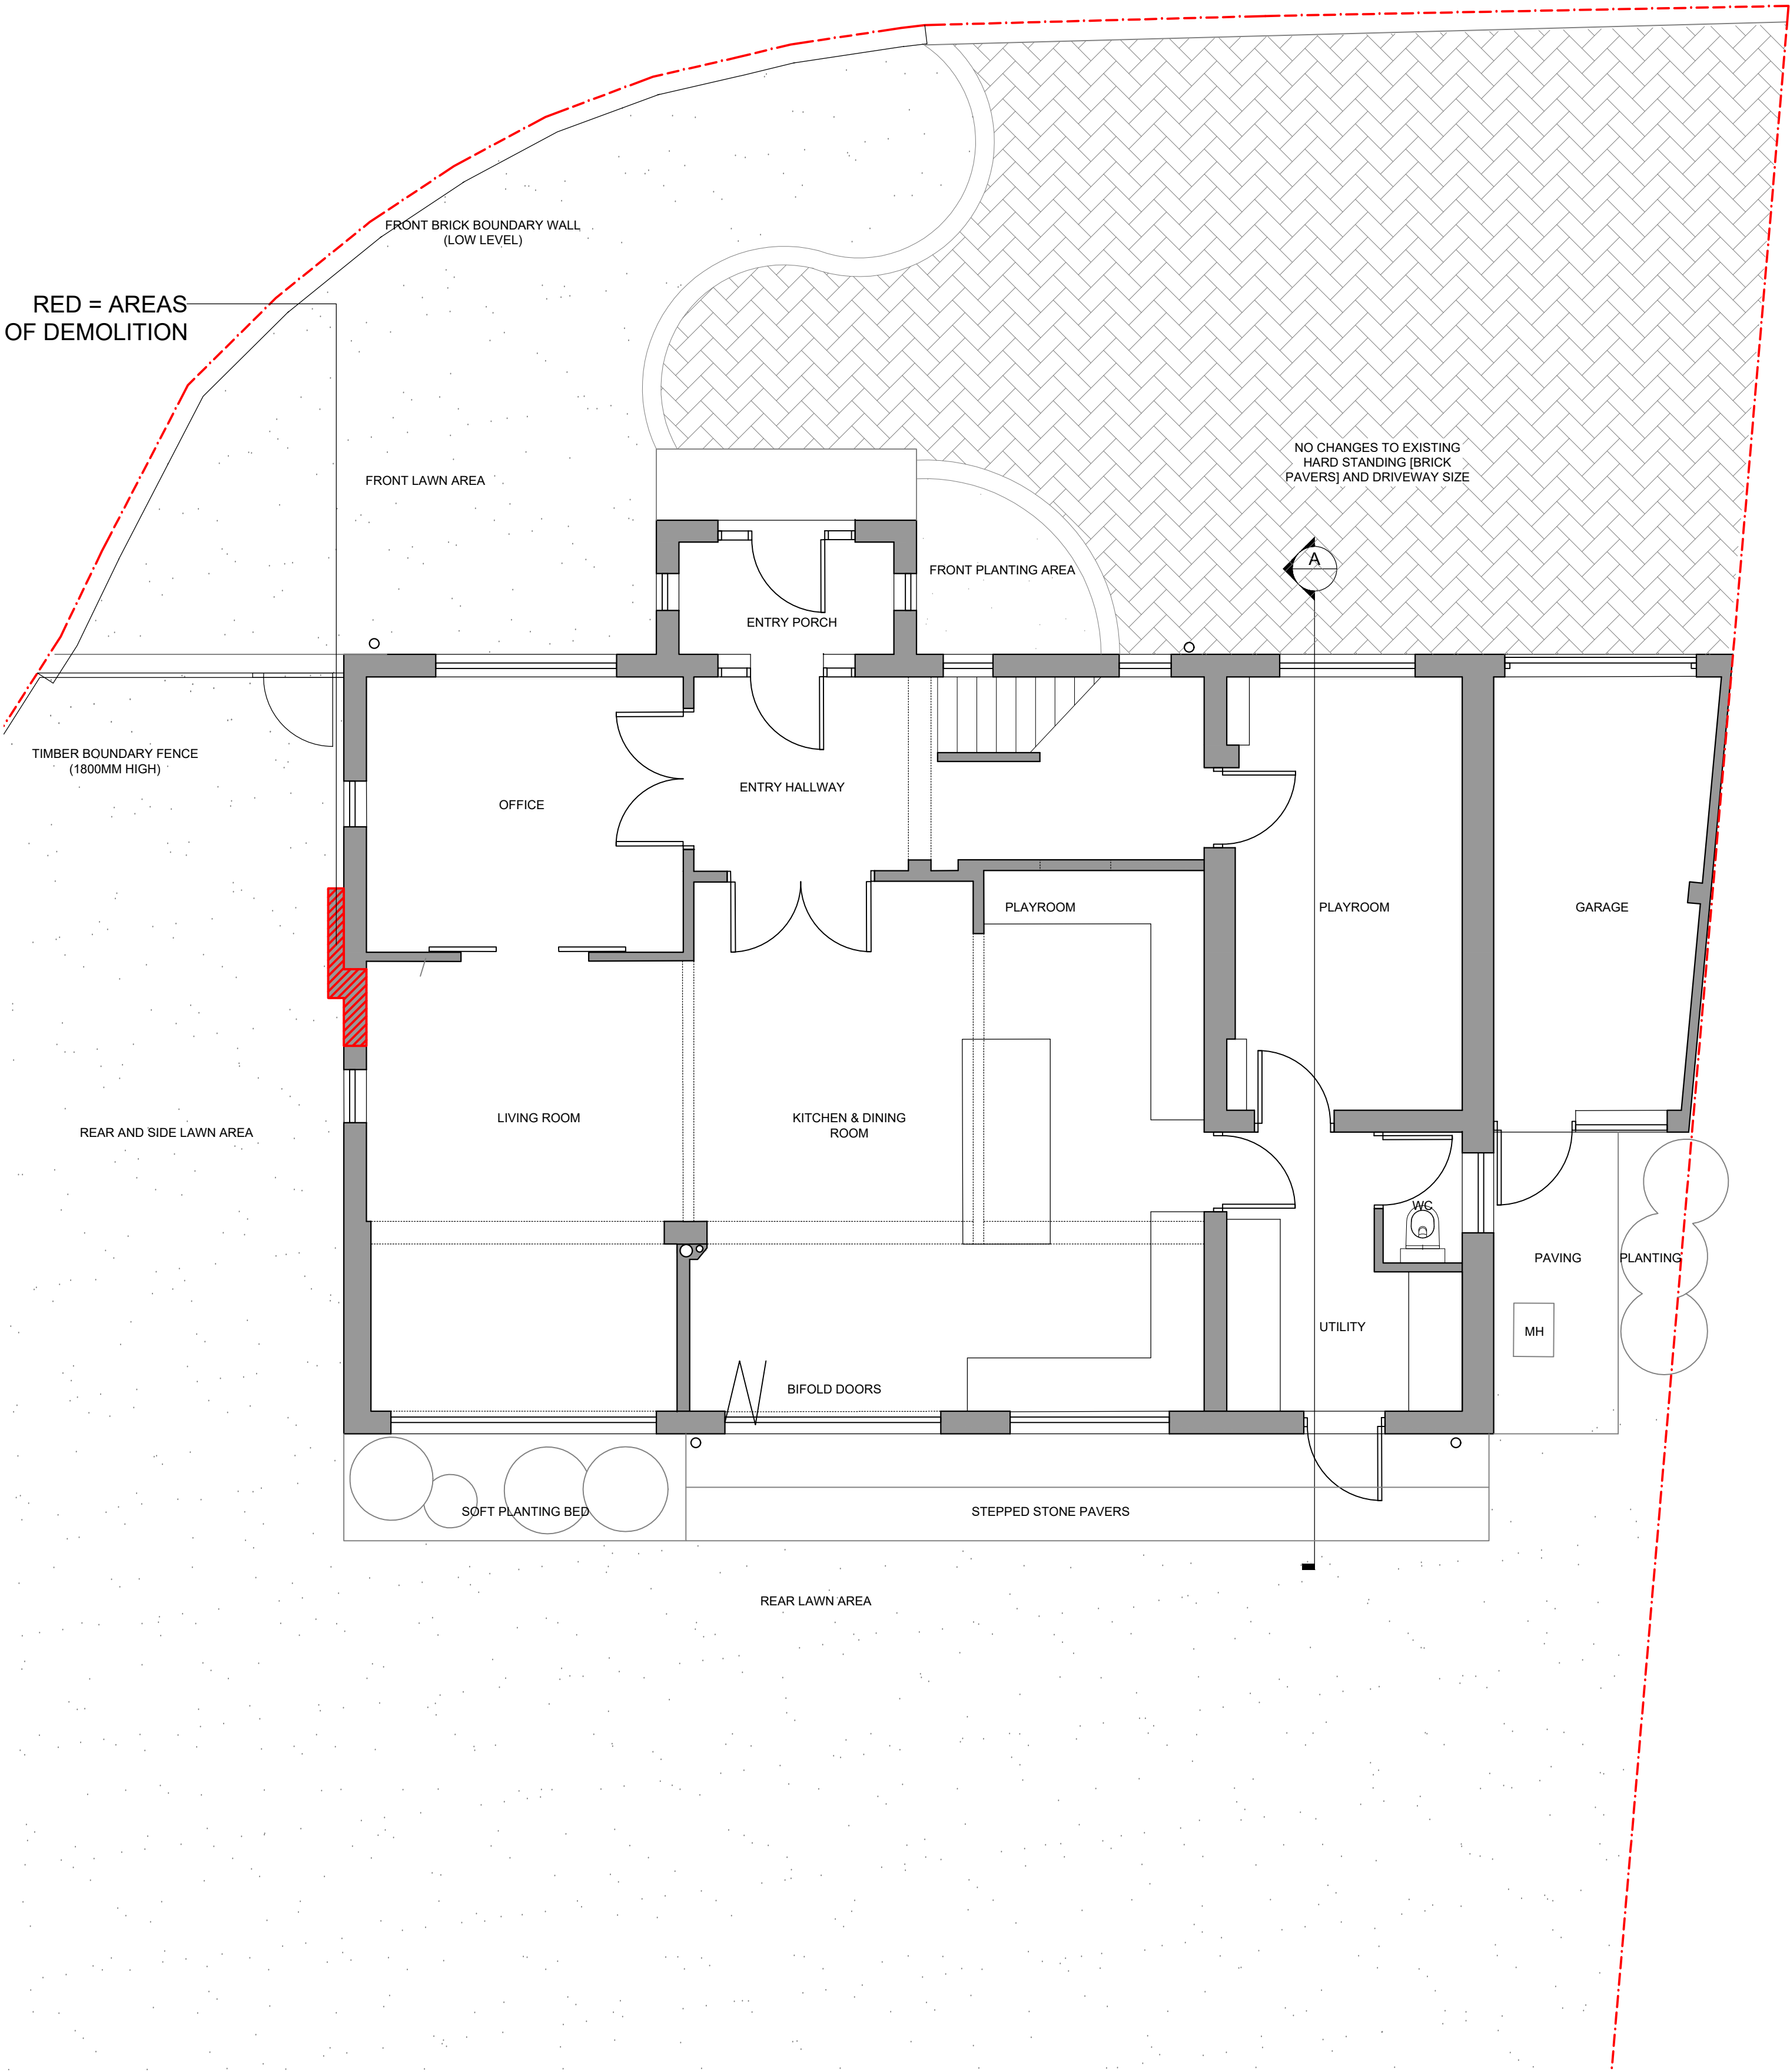 FRONT BRICK BOUNDARY WALL
(LOW LEVEL)
RED = AREAS
OF DEMOLITION
NO CHANGES TO EXISTING
HARD STANDING [BRICK
PAVERS] AND DRIVEWAY SIZE
FRONT LAWN AREA
A
FRONT PLANTING AREA
ENTRY PORCH
TIMBER BOUNDARY FENCE
(1800MM HIGH)
ENTRY HALLWAY
OFFICE
PLAYROOM
PLAYROOM
GARAGE
LIVING ROOM
KITCHEN & DINING
ROOM
REAR AND SIDE LAWN AREA
WC
PAVING
PLANTING
UTILITY
MH
BIFOLD DOORS
SOFT PLANTING BED
STEPPED STONE PAVERS
REAR LAWN AREA